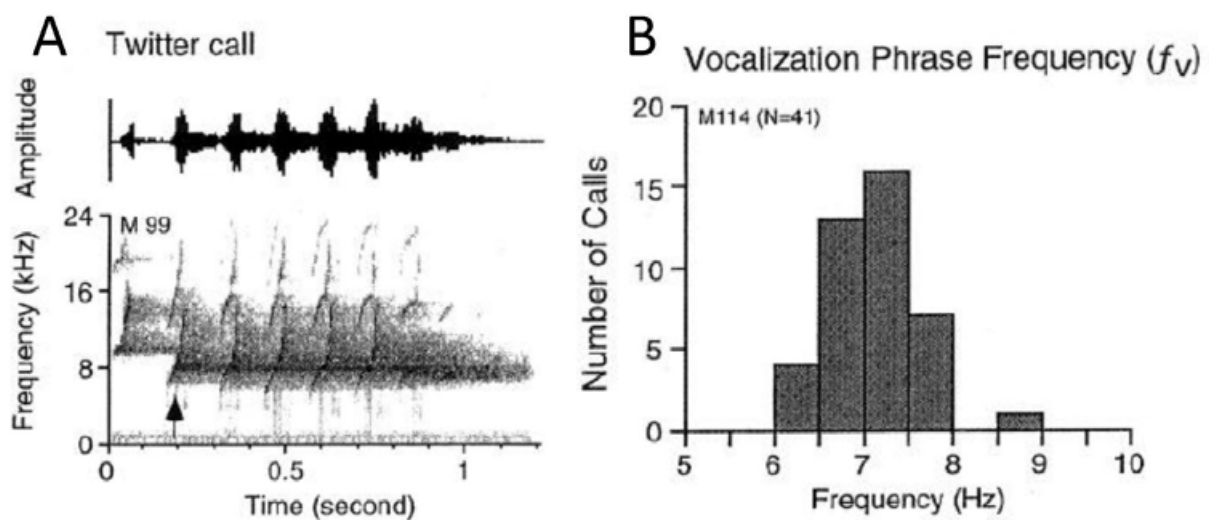 A
Twitter call
Amplitude
Frequency (kHz)
24
M 99
16
8
0
0
0.5
1
Time (second)
B
Vocalization Phrase Frequency (fv)
Number of Calls
20
M114 (N=41)
15
10
5
0
5
6
7
8
9
10
Frequency (Hz)